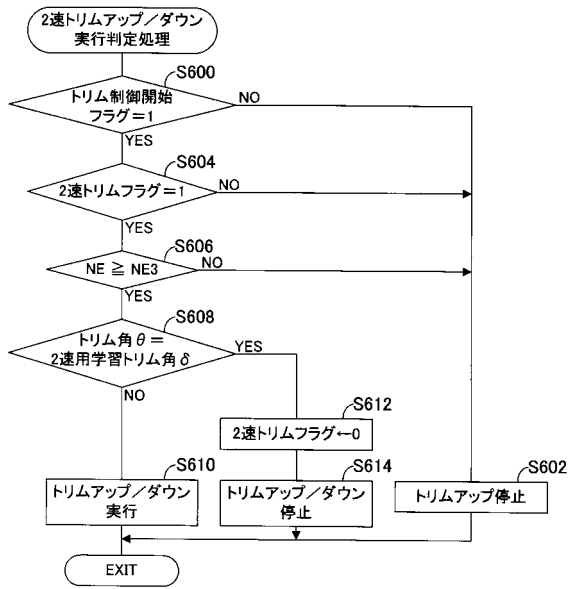 2速トリムアップ／ダウン
実行判定処理
S600
トリム制御開始
フラグ＝1
NO
YES
S604
2速トリムフラグ＝1
NO
YES
S606
NE ≧ NE3
NO
YES
S608
トリム角θ＝
2速用学習トリム角δ
YES
NO
S612
2速トリムフラグ←0
S610
トリムアップ／ダウン
実行
S614
トリムアップ／ダウン
停止
S602
トリムアップ停止
EXIT